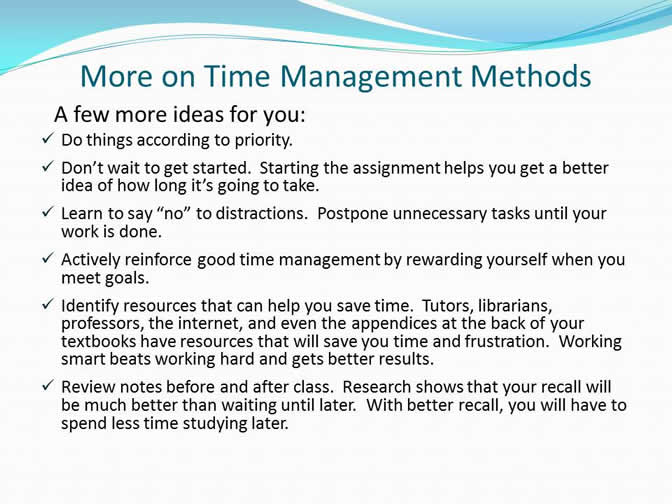 More on Time Management Methods
A few more ideas for you:
✓ Do things according to priority.
✓ Don’t wait to get started.  Starting the assignment helps you get a better
idea of how long it’s going to take.
✓ Learn to say “no” to distractions.  Postpone unnecessary tasks until your
work is done.
✓ Actively reinforce good time management by rewarding yourself when you
meet goals.
✓ Identify resources that can help you save time.  Tutors, librarians,
professors, the internet, and even the appendices at the back of your
textbooks have resources that will save you time and frustration.  Working
smart beats working hard and gets better results.
✓ Review notes before and after class.  Research shows that your recall will
be much better than waiting until later.  With better recall, you will have to
spend less time studying later.